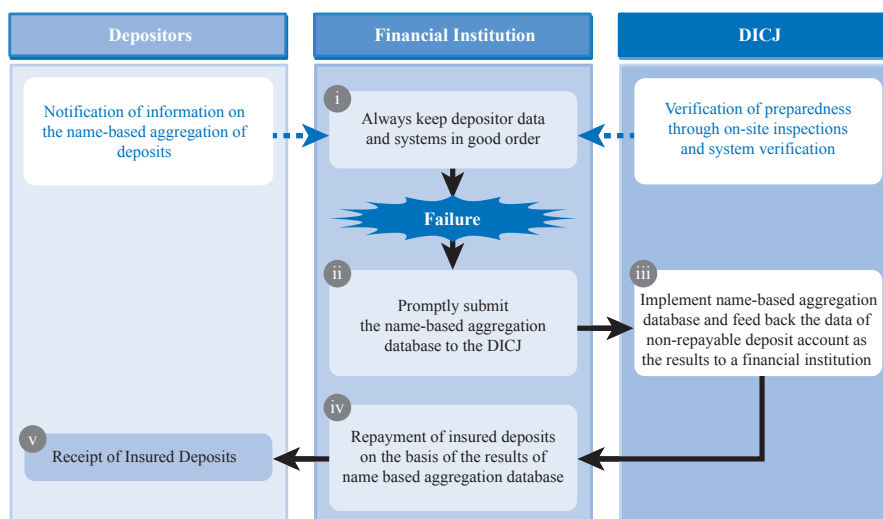 Depositors
Financial Institution
DICJ
Notification of information on
the name-based aggregation of
deposits
i
Always keep depositor data
and systems in good order
Verification of preparedness
through on-site inspections
and system verification
Failure
ii
Promptly submit
the name-based aggregation
database to the DICJ
iii
Implement name-based aggregation
database and feed back the data of
non-repayable deposit account as
the results to a financial institution
iv
Repayment of insured deposits
on the basis of the results of
name based aggregation database
v
Receipt of Insured Deposits